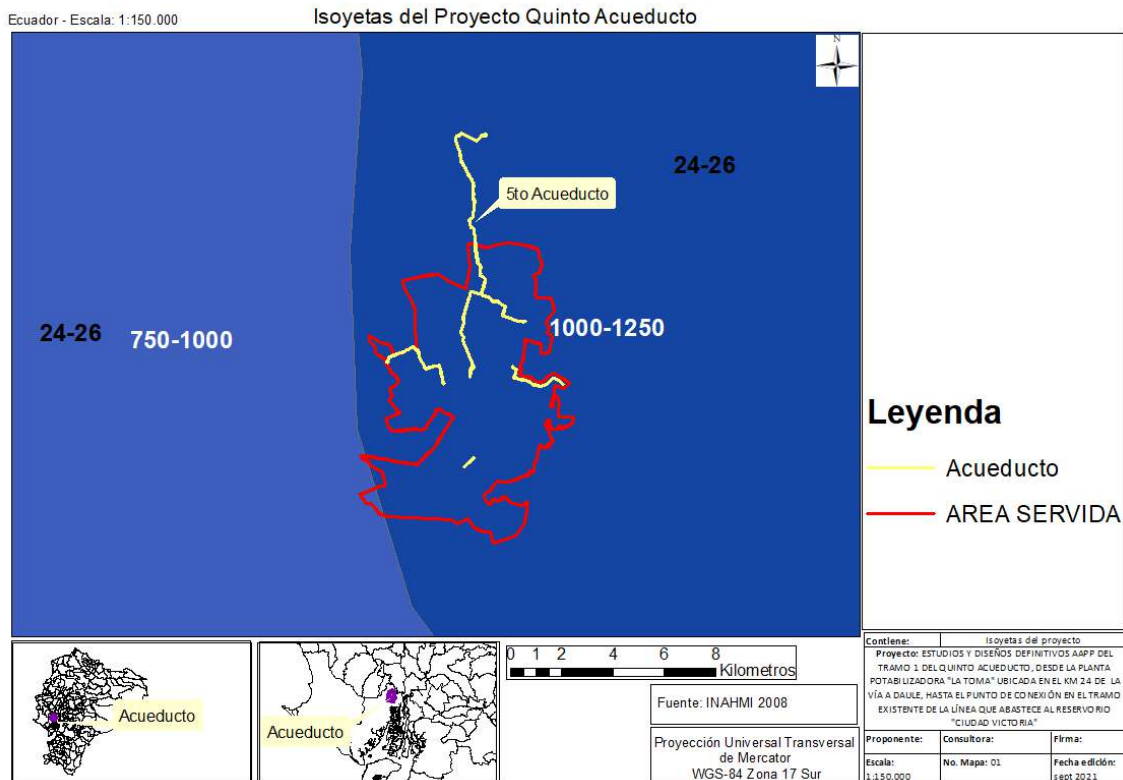 Ecuador - Escala: 1:150.000
Isoyetas del Proyecto Quinto Acueducto
N
24-26
5to Acueducto
24-26
750-1000
1000-1250
Leyenda
Acueducto
AREA SERVIDA
Acueducto
Acueducto
0 1 2 4 6 8
Kilometros
Fuente: INAHMI 2008
Proyección Universal Transversal
de Mercator
WGS-84 Zona 17 Sur
Contiene: Isoyetas del proyecto
Proyecto: ESTUDIOS Y DISEÑOS DEFINITIVOS AAPP DEL
TRAMO 1 DEL QUINTO ACUEDUCTO, DESDE LA PLANTA
POTABILIZADORA "LA TOMA" UBICADA EN EL KM 24 DE LA
VÍA A DAULE, HASTA EL PUNTO DE CONEXIÓN EN EL TRAMO
EXISTENTE DE LA LÍNEA QUE ABASTECE AL RESERVORIO
"CIUDAD VICTORIA"
Proponente: Consultora: Firma:
Escala: No. Mapa: 01 Fecha edición:
1:150.000 sept 2021